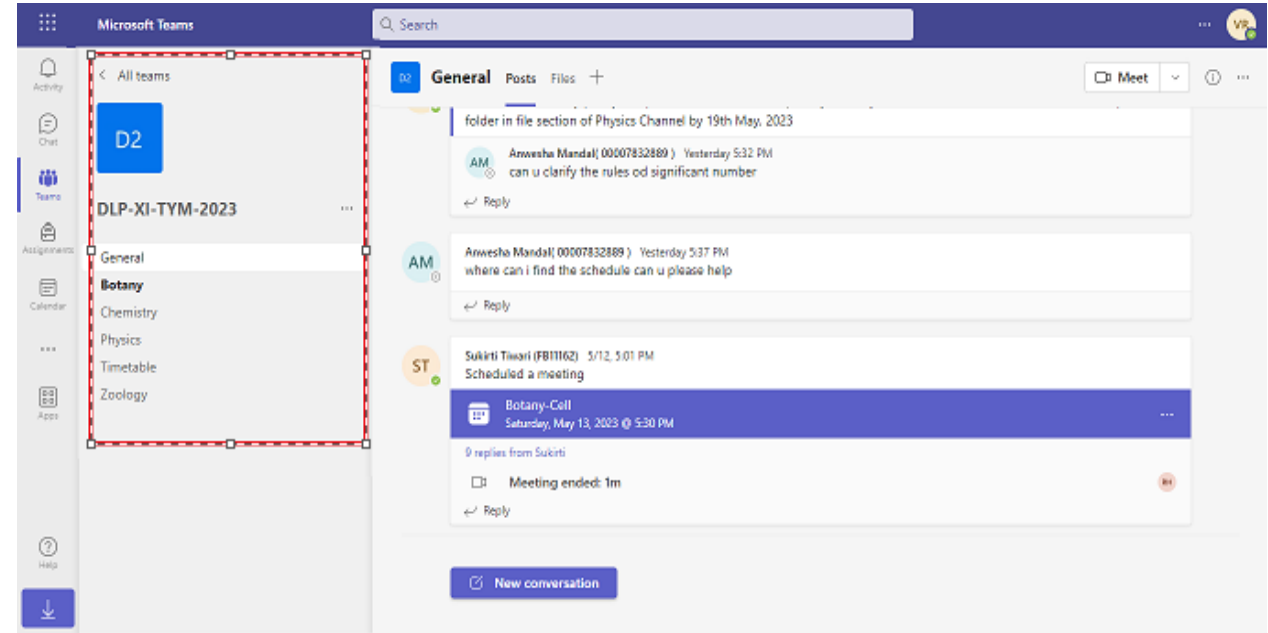 Microsoft Teams
Search
VP
Activity
Chat
Teams
Assignments
Calendar
Apps
Help
All teams
D2
DLP-XI-TYM-2023
General
Botany
Chemistry
Physics
Timetable
Zoology
D2 General Posts Files
Meet
folder in file section of Physics Channel by 19th May, 2023
AM
Anwesha Mandal( 00007832889 ) Yesterday 5:32 PM
can u clarify the rules od significant number
Reply
AM
Anwesha Mandal( 00007832889 ) Yesterday 5:37 PM
where can i find the schedule can u please help
Reply
ST
Sukirti Tiwari (FB11162) 5/12, 5:01 PM
Scheduled a meeting
Botany-Cell
Saturday, May 13, 2023 @ 5:30 PM
9 replies from Sukirti
Meeting ended: 1m
Reply
New conversation